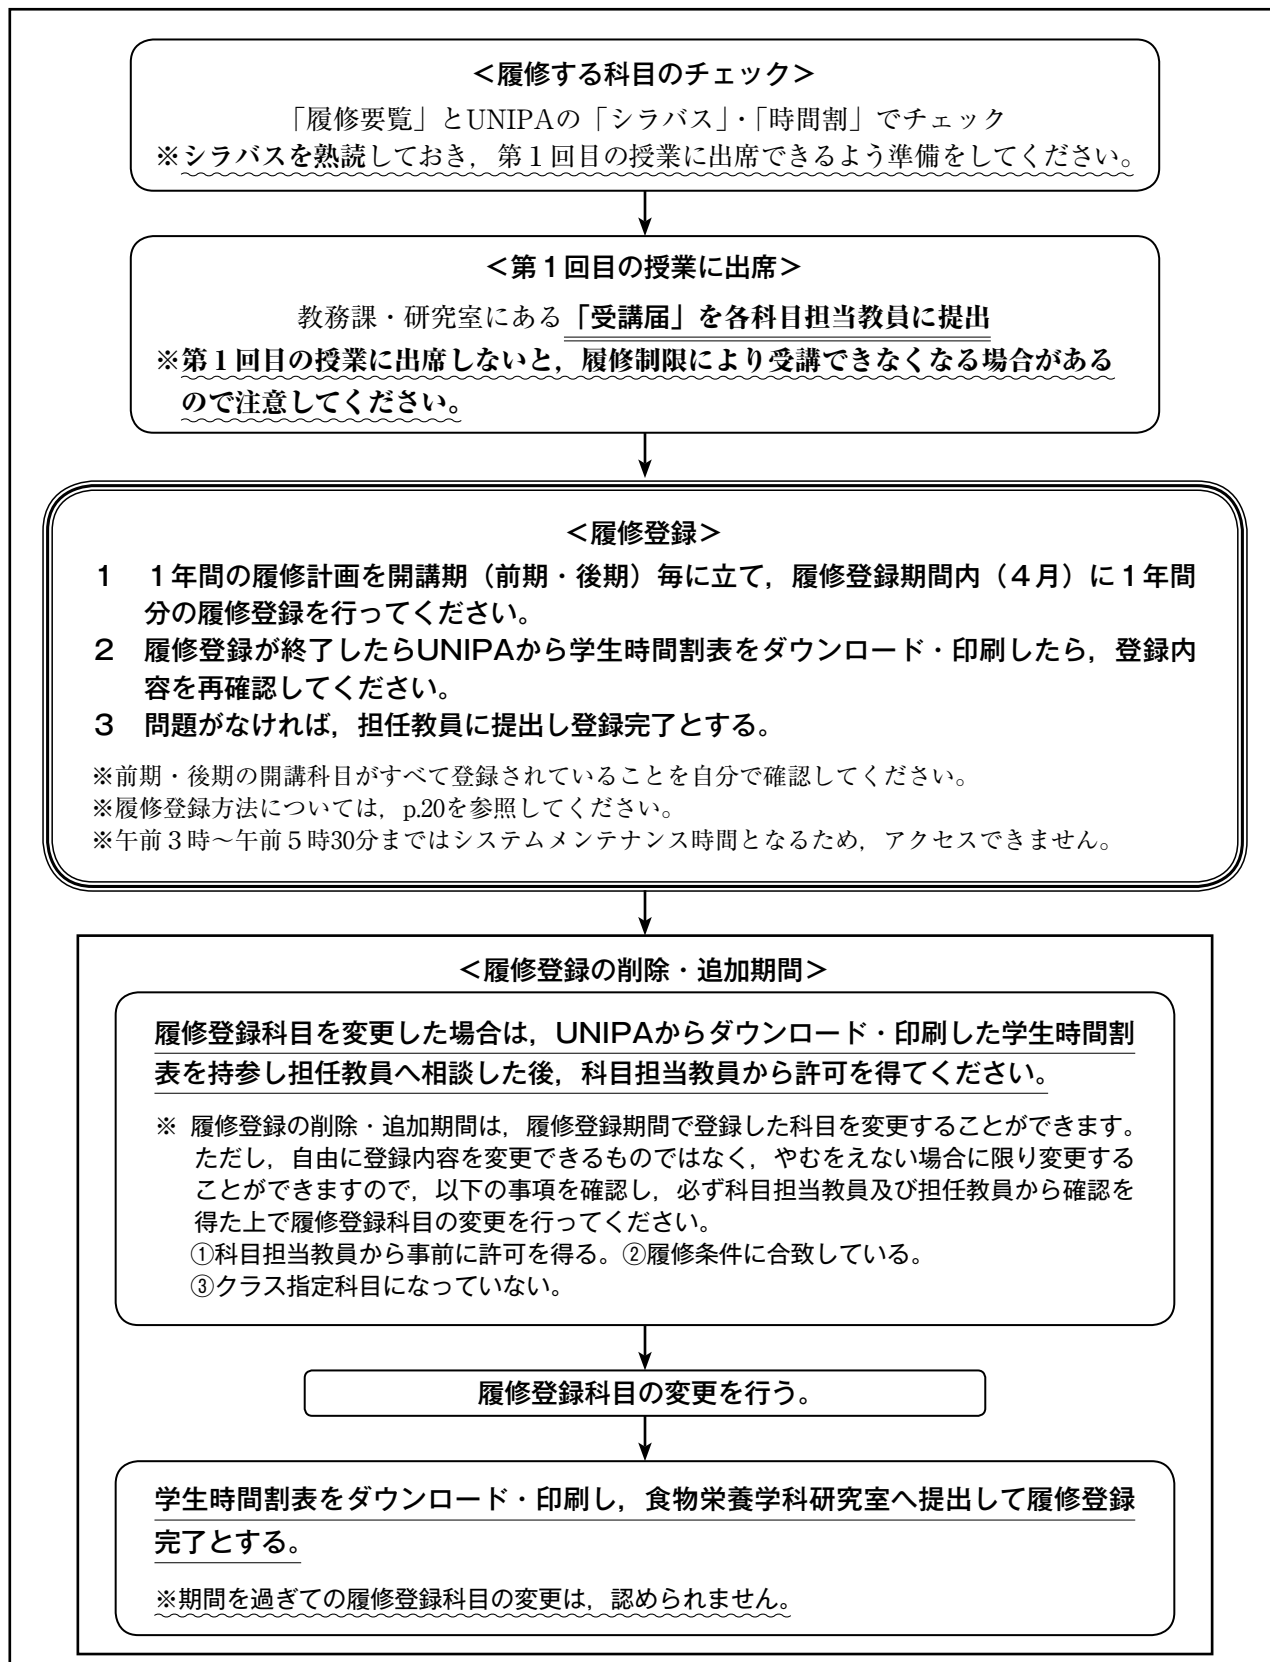 ＜履修する科目のチェック＞
「履修要覧」とUNIPAの「シラバス」・「時間割」でチェック
※シラバスを熟読しておき，第１回目の授業に出席できるよう準備をしてください。
＜第１回目の授業に出席＞
教務課・研究室にある「受講届」を各科目担当教員に提出
※第１回目の授業に出席しないと，履修制限により受講できなくなる場合がある
ので注意してください。
＜履修登録＞
１　１年間の履修計画を開講期（前期・後期）毎に立て，履修登録期間内（４月）に１年間
分の履修登録を行ってください。
２　履修登録が終了したらUNIPAから学生時間割表をダウンロード・印刷したら，登録内
容を再確認してください。
３　問題がなければ，担任教員に提出し登録完了とする。
※前期・後期の開講科目がすべて登録されていることを自分で確認してください。
※履修登録方法については，p.20を参照してください。
※午前３時～午前５時30分まではシステムメンテナンス時間となるため，アクセスできません。
＜履修登録の削除・追加期間＞
履修登録科目を変更した場合は，UNIPAからダウンロード・印刷した学生時間割
表を持参し担任教員へ相談した後，科目担当教員から許可を得てください。
※ 履修登録の削除・追加期間は，履修登録期間で登録した科目を変更することができます。
ただし，自由に登録内容を変更できるものではなく，やむをえない場合に限り変更する
ことができますので，以下の事項を確認し，必ず科目担当教員及び担任教員から確認を
得た上で履修登録科目の変更を行ってください。
①科目担当教員から事前に許可を得る。②履修条件に合致している。
③クラス指定科目になっていない。
履修登録科目の変更を行う。
学生時間割表をダウンロード・印刷し，食物栄養学科研究室へ提出して履修登録
完了とする。
※期間を過ぎての履修登録科目の変更は，認められません。